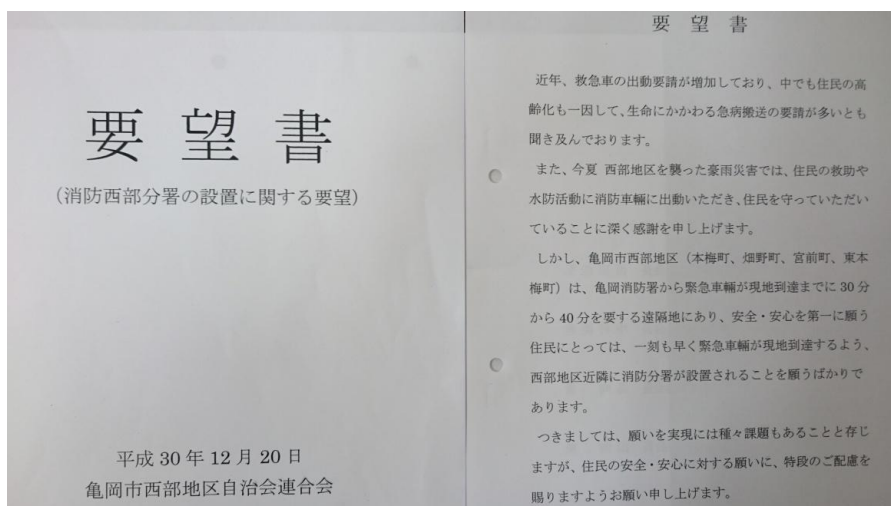 要望書
(消防西部分署の設置に関する要望)
平成30年12月20日
亀岡市西部地区自治会連合会
要望書
近年、救急車の出動要請が増加しており、中でも住民の高
齢化も一因して、生命にかかわる急病搬送の要請が多いとも
聞き及んでおります。
また、今夏 西部地区を襲った豪雨災害では、住民の救助や
水防活動に消防車輛に出動いただき、住民を守っていただい
ていることに深く感謝を申し上げます。
しかし、亀岡市西部地区（本梅町、畑野町、宮前町、東本
梅町）は、亀岡消防署から緊急車輛が現地到達までに30分
から40分を要する遠隔地にあり、安全・安心を第一に願う
住民にとっては、一刻も早く緊急車輛が現地到達するよう、
西部地区近隣に消防分署が設置されることを願うばかりで
あります。
つきましては、願いを実現には種々課題もあることと存じ
ますが、住民の安全・安心に対する願いに、特段のご配慮を
賜りますようお願い申し上げます。